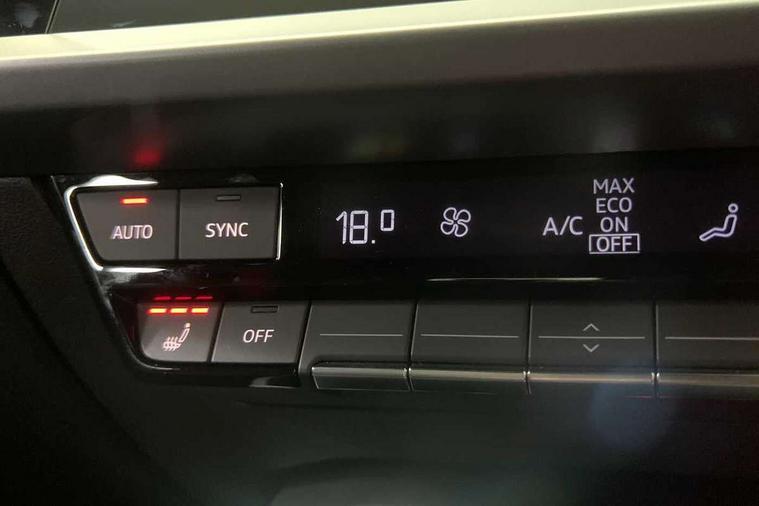 AUTO
SYNC
18.0
A/C
MAX
ECO
ON
OFF
OFF